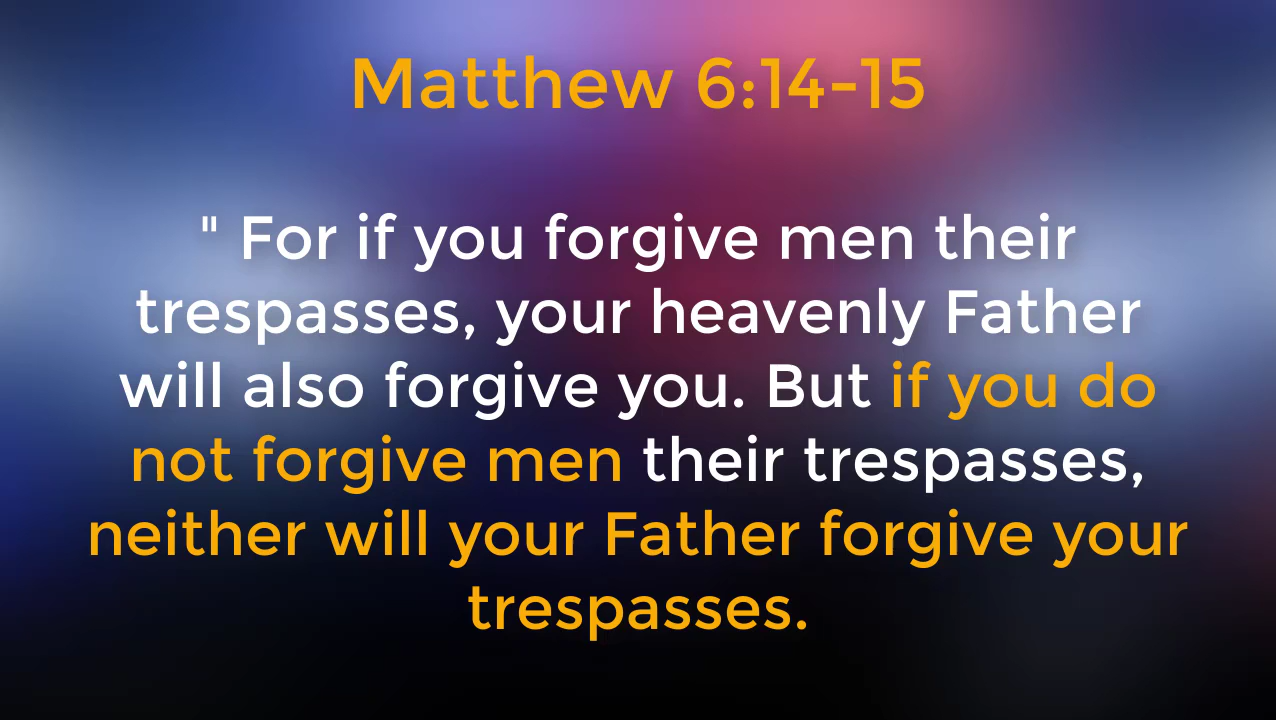 Matthew 6:14-15
" For if you forgive men their
trespasses, your heavenly Father
will also forgive you. But if you do
not forgive men their trespasses,
neither will your Father forgive your
trespasses.